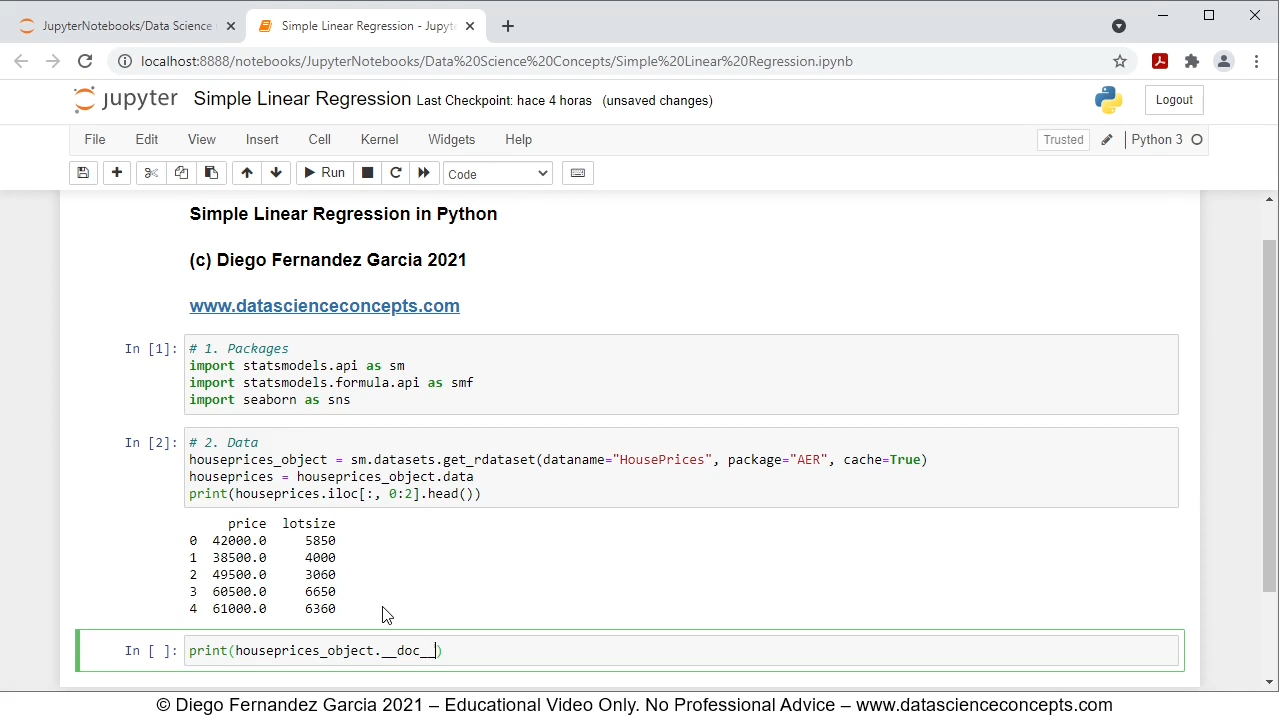 JupyterNotebooks/Data Science
Simple Linear Regression - Jupyte
localhost:8888/notebooks/JupyterNotebooks/Data%20Science%20Concepts/Simple%20Linear%20Regression.ipynb
jupyter Simple Linear Regression Last Checkpoint: hace 4 horas (unsaved changes)
Logout
File Edit View Insert Cell Kernel Widgets Help
Trusted Python 3
Run Code
Simple Linear Regression in Python
(c) Diego Fernandez Garcia 2021
www.datascienceconcepts.com
In [1]: # 1. Packages
import statsmodels.api as sm
import statsmodels.formula.api as smf
import seaborn as sns
In [2]: # 2. Data
houseprices_object = sm.datasets.get_rdataset(dataname="HousePrices", package="AER", cache=True)
houseprices = houseprices_object.data
print(houseprices.iloc[:, 0:2].head())
price lotsize
0 42000.0 5850
1 38500.0 4000
2 49500.0 3060
3 60500.0 6650
4 61000.0 6360
In [ ]: print(houseprices_object.__doc__)
© Diego Fernandez Garcia 2021 – Educational Video Only. No Professional Advice – www.datascienceconcepts.com